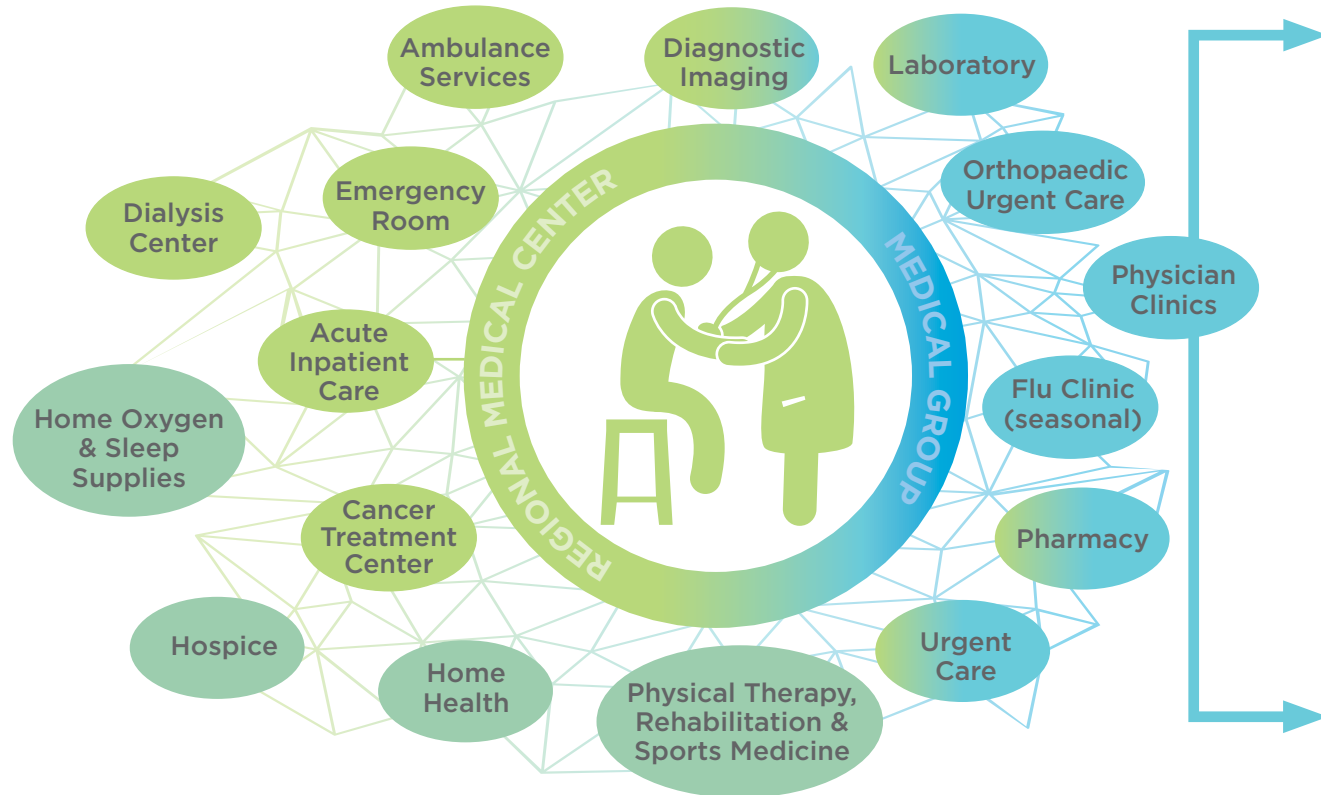 Ambulance
Services
Diagnostic
Imaging
Laboratory
Orthopaedic
Urgent Care
Emergency
Room
Dialysis
Center
Physician
Clinics
Acute
Inpatient
Care
REGIONAL MEDICAL CENTER
MEDICAL GROUP
Flu Clinic
(seasonal)
Home Oxygen
& Sleep
Supplies
Cancer
Treatment
Center
Pharmacy
Hospice
Home
Health
Physical Therapy,
Rehabilitation &
Sports Medicine
Urgent
Care